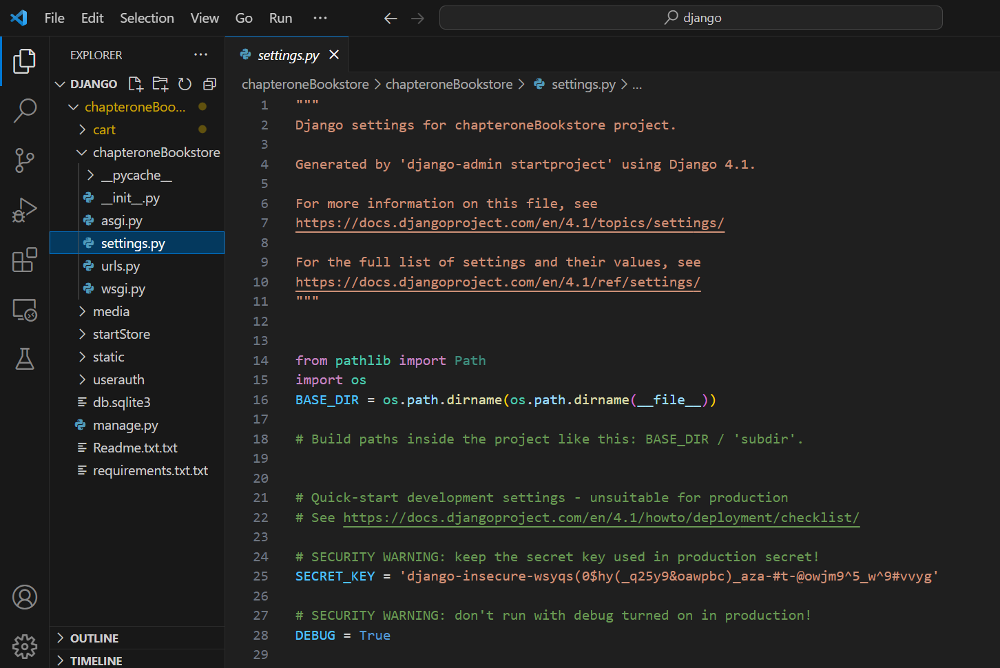 File Edit Selection View Go Run ...
django
EXPLORER ...
DJANGO
chapteroneBoo...
cart
chapteroneBookstore
__pycache__
__init__.py
asgi.py
settings.py
urls.py
wsgi.py
media
startStore
static
userauth
db.sqlite3
manage.py
Readme.txt.txt
requirements.txt.txt
OUTLINE
TIMELINE
settings.py
chapteroneBookstore > chapteroneBookstore > settings.py > ...
1 """
2 Django settings for chapteroneBookstore project.
3
4 Generated by 'django-admin startproject' using Django 4.1.
5
6 For more information on this file, see
7 https://docs.djangoproject.com/en/4.1/topics/settings/
8
9 For the full list of settings and their values, see
10 https://docs.djangoproject.com/en/4.1/ref/settings/
11 """
12
13
14 from pathlib import Path
15 import os
16 BASE_DIR = os.path.dirname(os.path.dirname(__file__))
17
18 # Build paths inside the project like this: BASE_DIR / 'subdir'.
19
20
21 # Quick-start development settings - unsuitable for production
22 # See https://docs.djangoproject.com/en/4.1/howto/deployment/checklist/
23
24 # SECURITY WARNING: keep the secret key used in production secret!
25 SECRET_KEY = 'django-insecure-wsyqs(0$hy(_q25y9&oawpbc)_aza-#t-@owjm9^5_w^9#vvyg'
26
27 # SECURITY WARNING: don't run with debug turned on in production!
28 DEBUG = True
29